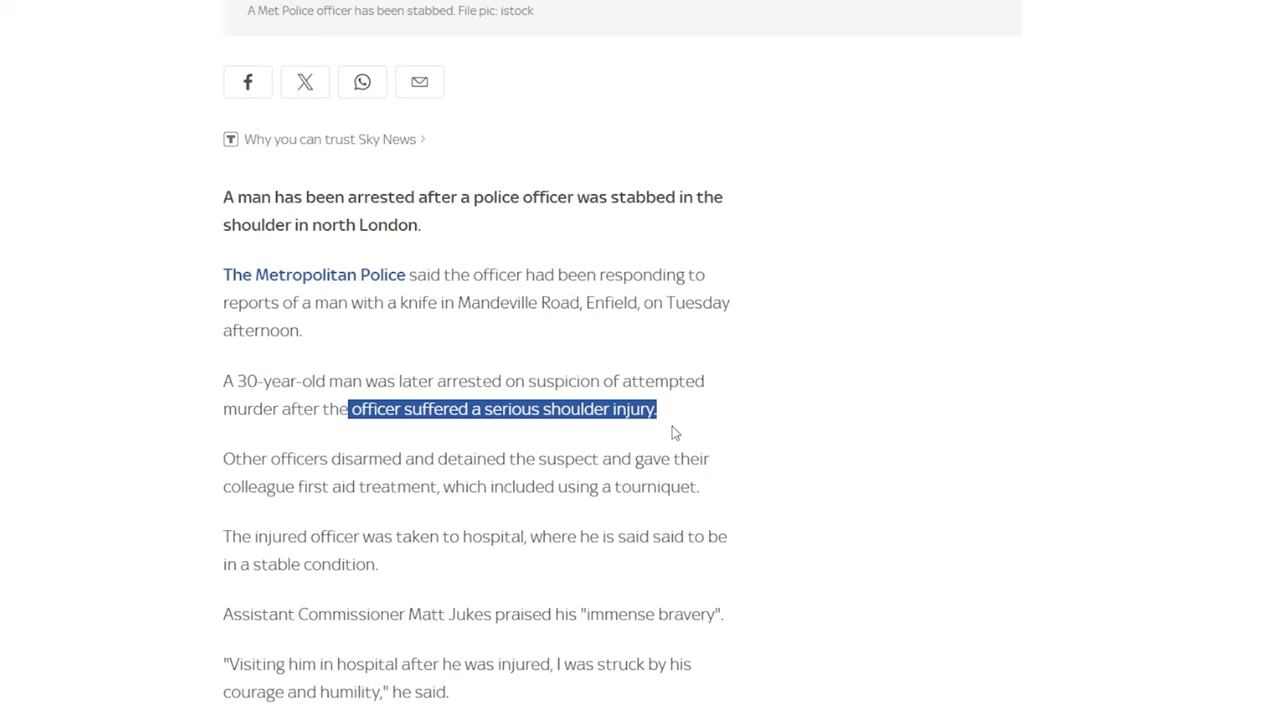 A Met Police officer has been stabbed. File pic: istock
Why you can trust Sky News >
A man has been arrested after a police officer was stabbed in the
shoulder in north London.
The Metropolitan Police said the officer had been responding to
reports of a man with a knife in Mandeville Road, Enfield, on Tuesday
afternoon.
A 30-year-old man was later arrested on suspicion of attempted
murder after the officer suffered a serious shoulder injury.
Other officers disarmed and detained the suspect and gave their
colleague first aid treatment, which included using a tourniquet.
The injured officer was taken to hospital, where he is said said to be
in a stable condition.
Assistant Commissioner Matt Jukes praised his "immense bravery".
"Visiting him in hospital after he was injured, I was struck by his
courage and humility," he said.